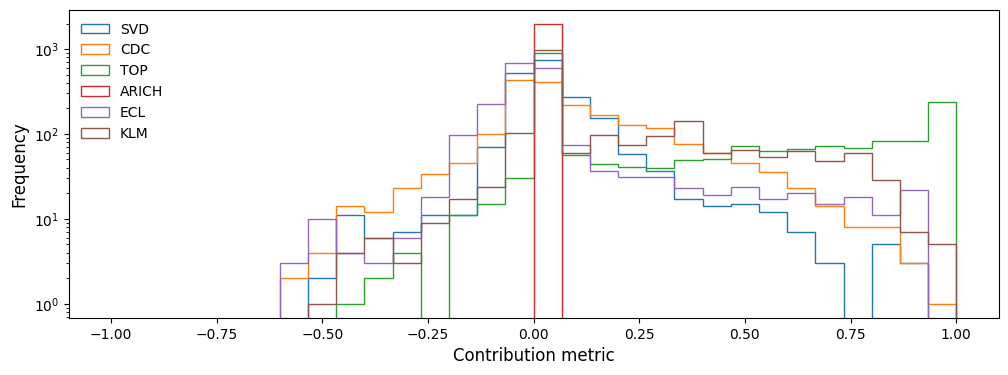 SVD
CDC
TOP
ARICH
ECL
KLM
Frequency
10³
10²
10¹
10⁰
−1.00 −0.75 −0.50 −0.25 0.00 0.25 0.50 0.75 1.00
Contribution metric